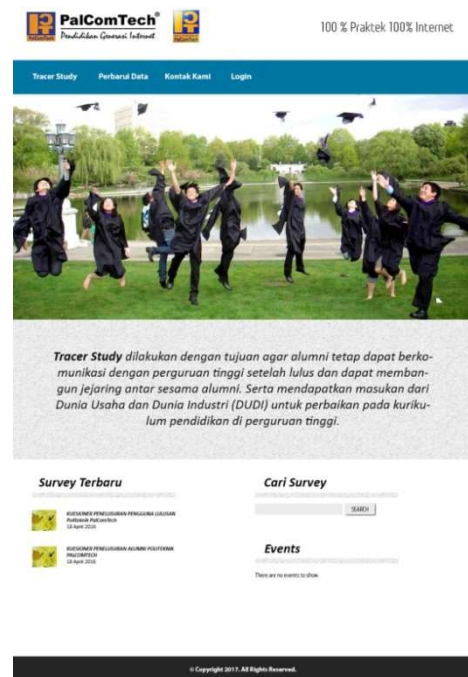 PalComTech®
Pendidikan Generasi Internet
100 % Praktek 100% Internet
Tracer Study Perbarui Data Kontak Kami Login
Tracer Study dilakukan dengan tujuan agar alumni tetap dapat berko-
munikasi dengan perguruan tinggi setelah lulus dan dapat memban-
gun jejaring antar sesama alumni. Serta mendapatkan masukan dari
Dunia Usaha dan Dunia Industri (DUDI) untuk perbaikan pada kuriku-
lum pendidikan di perguruan tinggi.
Survey Terbaru
KUESIONER PENELUSURAN PENGGUNA LULUSAN
Politeknik PalComTech
18 April 2016
KUESIONER PENELUSURAN ALUMNI POLITEKNIK
PALCOMTECH
18 April 2016
Cari Survey
SEARCH
Events
There are no events to show.
© Copyright 2017. All Rights Reserved.